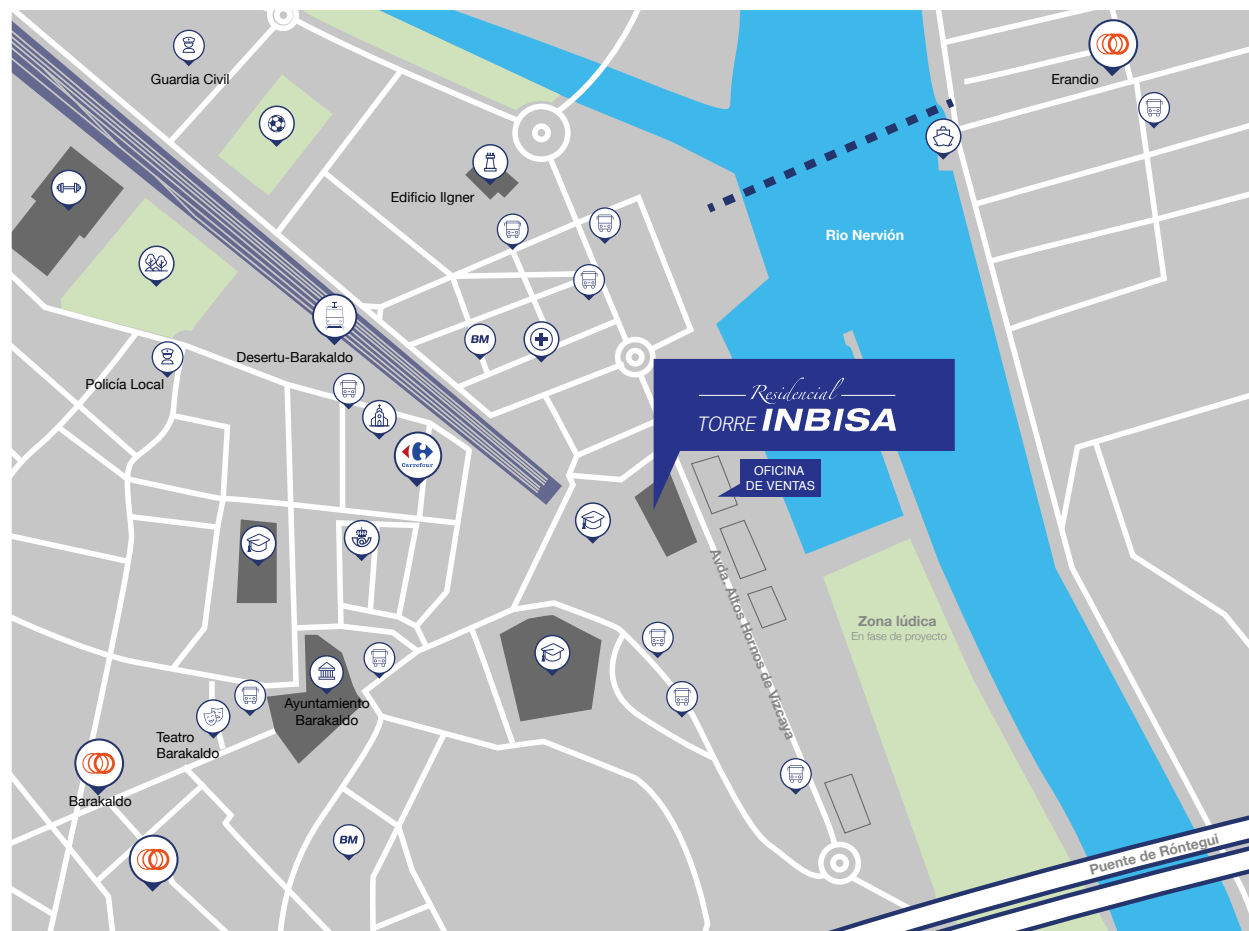 Guardia Civil
Erandio
Edificio Ilgner
Rio Nervión
Desertu-Barakaldo
BM
Policía Local
Residencial
TORRE INBISA
Carrefour
OFICINA
DE VENTAS
Avda. Altos Hornos de Vizcaya
Zona lúdica
En fase de proyecto
Ayuntamiento
Barakaldo
Teatro
Barakaldo
Barakaldo
BM
Puente de Róntegui